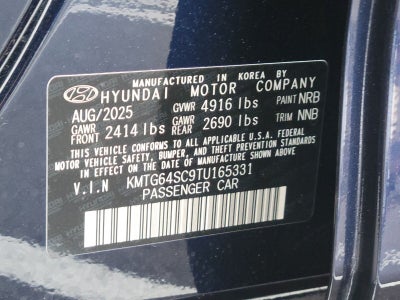 MANUFACTURED IN KOREA
HYUNDAI MOTOR COMPANY
AUG/2025 GVWR 4916 lbs PAINT NRB
GAWR FRONT 2414 lbs GAWR REAR 2690 lbs TRIM NNB
THIS VEHICLE CONFORMS TO ALL APPLICABLE U.S.A. FEDERAL
MOTOR VEHICLE SAFETY, BUMPER, AND THEFT PREVENTION STANDARDS
IN EFFECT ON THE DATE OF MANUFACTURE SHOWN ABOVE.
V.I.N KMTG64SC9TU165331
PASSENGER CAR